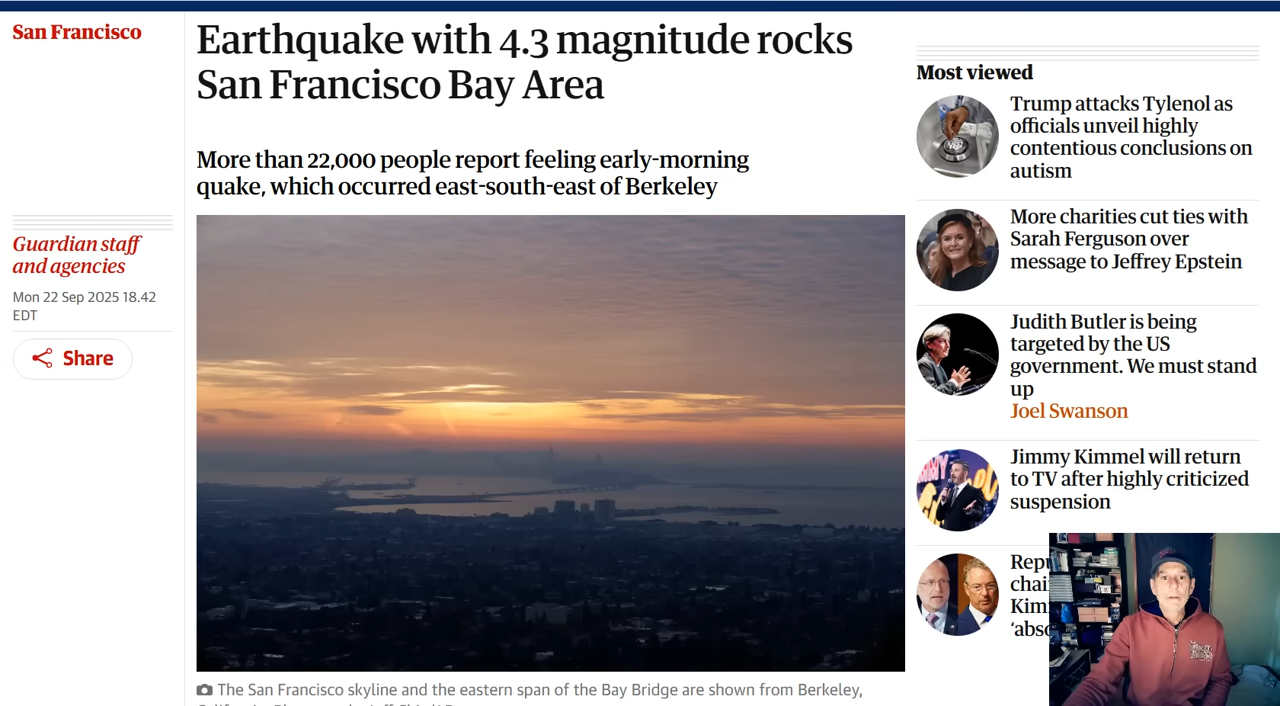 San Francisco
Earthquake with 4.3 magnitude rocks
San Francisco Bay Area
More than 22,000 people report feeling early-morning
quake, which occurred east-south-east of Berkeley
Guardian staff
and agencies
Mon 22 Sep 2025 18.42
EDT
Share
The San Francisco skyline and the eastern span of the Bay Bridge are shown from Berkeley,
Most viewed
Trump attacks Tylenol as
officials unveil highly
contentious conclusions on
autism
More charities cut ties with
Sarah Ferguson over
message to Jeffrey Epstein
Judith Butler is being
targeted by the US
government. We must stand
up
Joel Swanson
Jimmy Kimmel will return
to TV after highly criticized
suspension